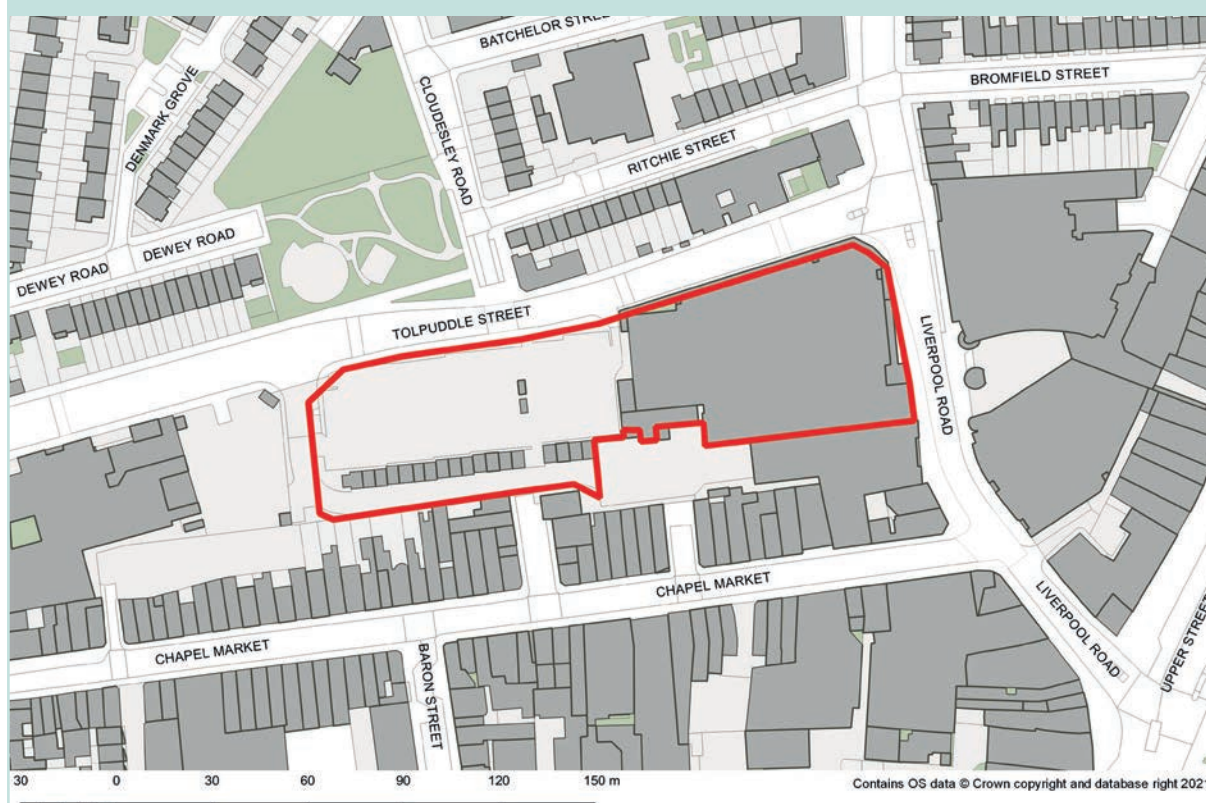 BATCHELOR STREET
BROMFIELD STREET
DENMARK GROVE
CLOUDESLEY ROAD
RITCHIE STREET
DEWEY ROAD
DEWEY ROAD
TOLPUDDLE STREET
LIVERPOOL ROAD
CHAPEL MARKET
LIVERPOOL ROAD
UPPER STREET
CHAPEL MARKET
BARON STREET
30 0 30 60 90 120 150 m
Contains OS data © Crown copyright and database right 2021